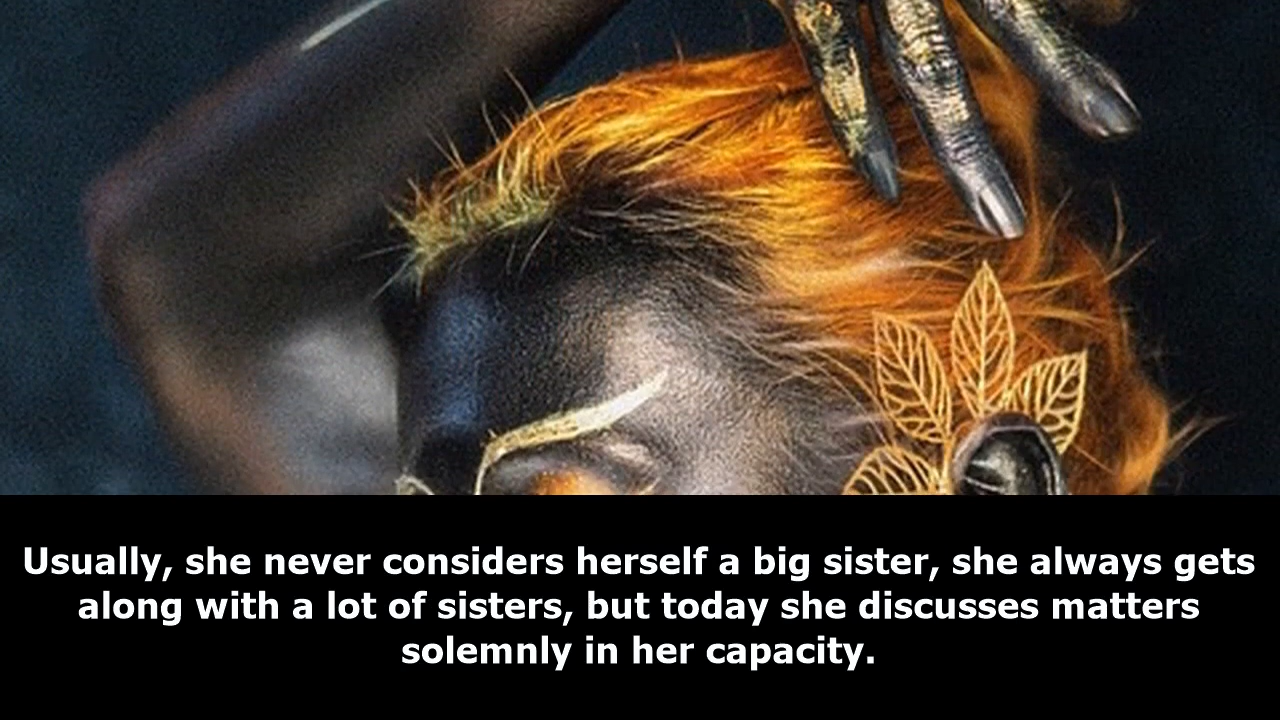 Usually, she never considers herself a big sister, she always gets
along with a lot of sisters, but today she discusses matters
solemnly in her capacity.